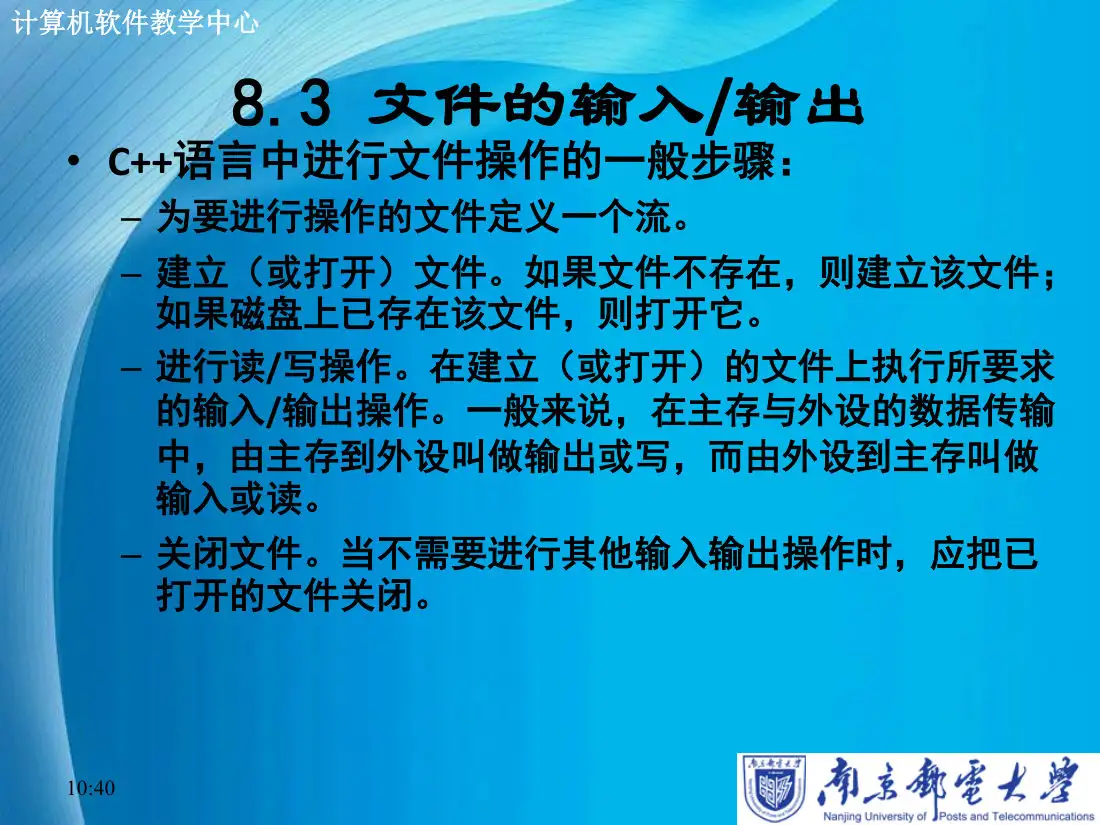 计算机软件教学中心
8.3 文件的输入/输出
• C++语言中进行文件操作的一般步骤：
– 为要进行操作的文件定义一个流。
– 建立（或打开）文件。如果文件不存在，则建立该文件；
如果磁盘上已存在该文件，则打开它。
– 进行读/写操作。在建立（或打开）的文件上执行所要求
的输入/输出操作。一般来说，在主存与外设的数据传输
中，由主存到外设叫做输出或写，而由外设到主存叫做
输入或读。
– 关闭文件。当不需要进行其他输入输出操作时，应把已
打开的文件关闭。
10:40
南京郵電大學
Nanjing University of Posts and Telecommunications